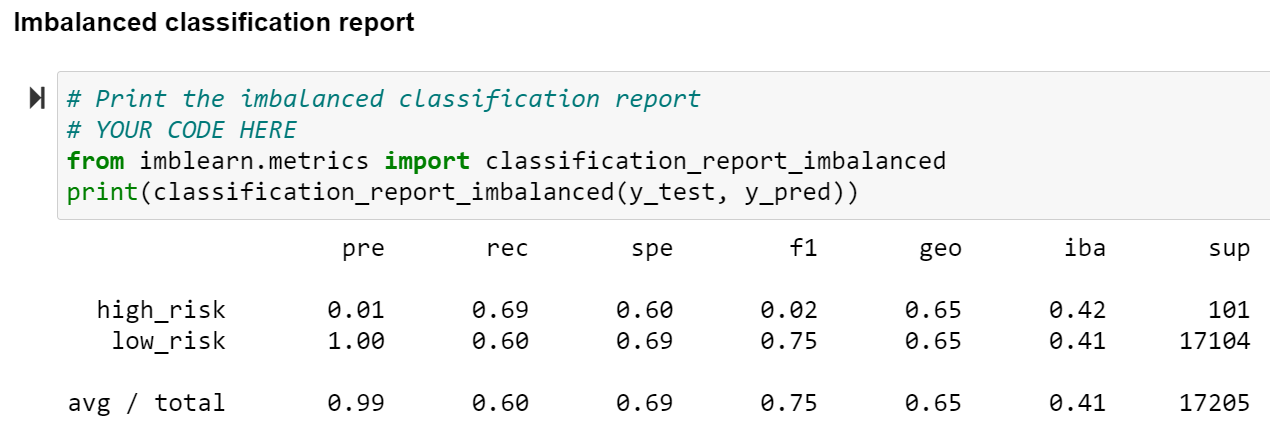 Imbalanced classification report
# Print the imbalanced classification report
# YOUR CODE HERE
from imblearn.metrics import classification_report_imbalanced
print(classification_report_imbalanced(y_test, y_pred))
pre rec spe f1 geo iba sup
high_risk 0.01 0.69 0.60 0.02 0.65 0.42 101
low_risk 1.00 0.60 0.69 0.75 0.65 0.41 17104
avg / total 0.99 0.60 0.69 0.75 0.65 0.41 17205